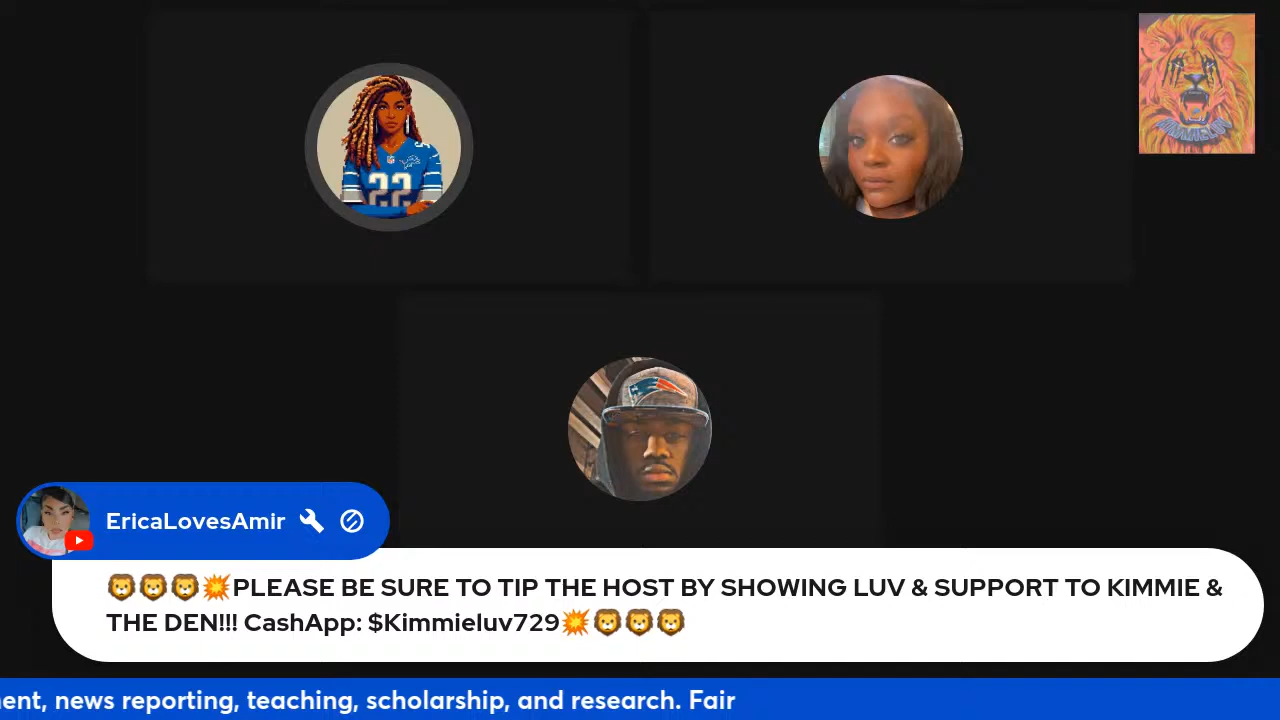 22
EricaLovesAmir
🦁🦁🦁💥PLEASE BE SURE TO TIP THE HOST BY SHOWING LUV & SUPPORT TO KIMMIE &
THE DEN!!! CashApp: $Kimmieluv729💥🦁🦁🦁
ent, news reporting, teaching, scholarship, and research. Fair